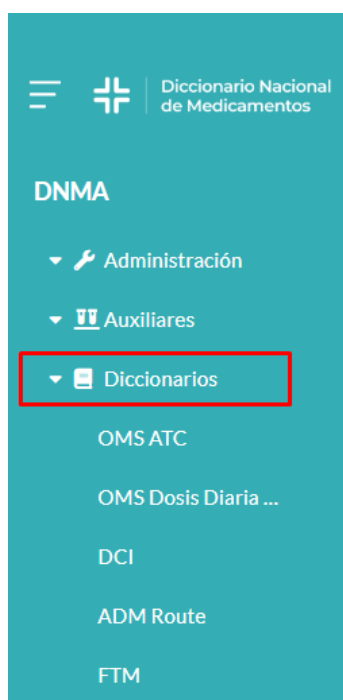 Diccionario Nacional
de Medicamentos
DNMA
Administración
Auxiliares
Diccionarios
OMS ATC
OMS Dosis Diaria ...
DCI
ADM Route
FTM